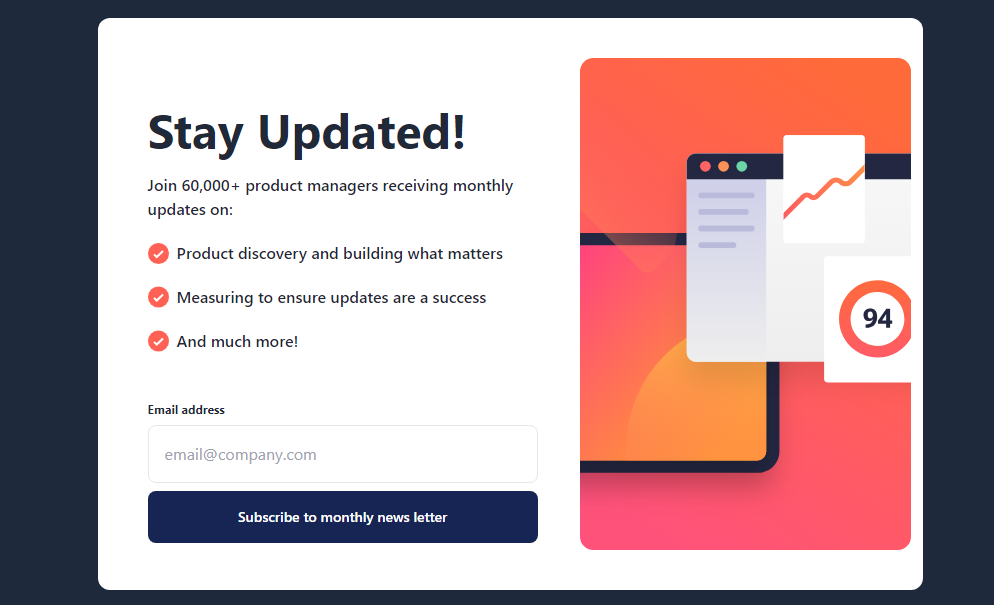 Stay Updated!
Join 60,000+ product managers receiving monthly
updates on:
Product discovery and building what matters
Measuring to ensure updates are a success
And much more!
Email address
email@company.com
Subscribe to monthly news letter
94